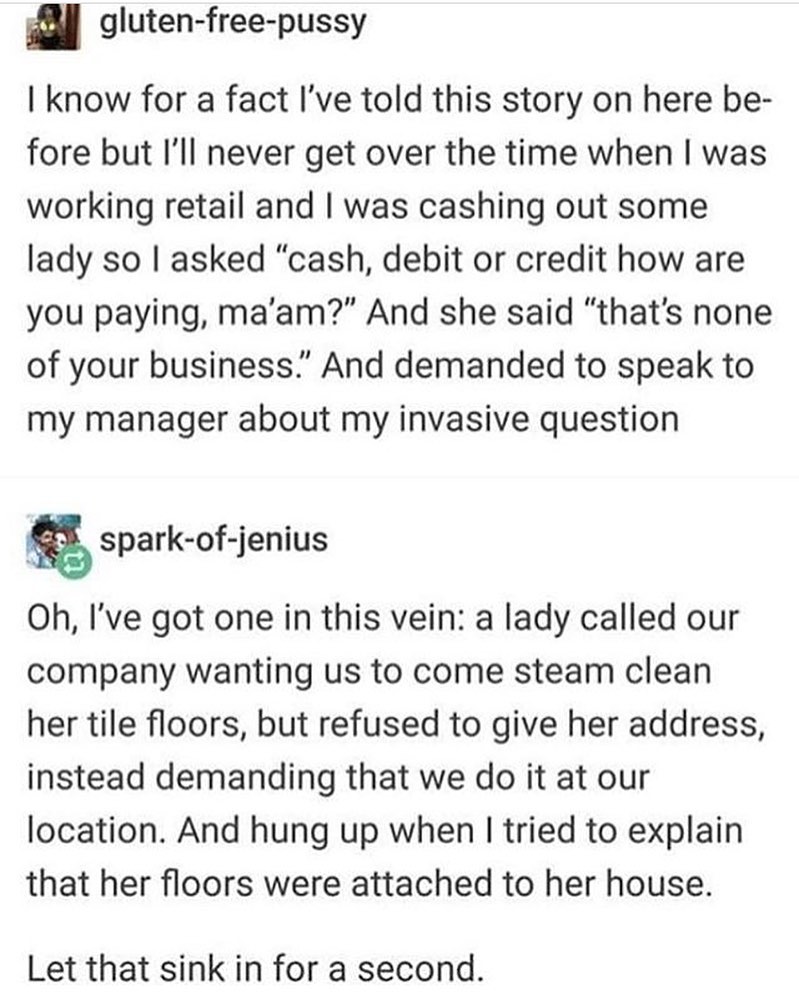 gluten-free-pussy
I know for a fact I've told this story on here be-
fore but I'll never get over the time when I was
working retail and I was cashing out some
lady so I asked “cash, debit or credit how are
you paying, ma'am?” And she said “that's none
of your business.” And demanded to speak to
my manager about my invasive question
spark-of-jenius
Oh, I've got one in this vein: a lady called our
company wanting us to come steam clean
her tile floors, but refused to give her address,
instead demanding that we do it at our
location. And hung up when I tried to explain
that her floors were attached to her house.
Let that sink in for a second.